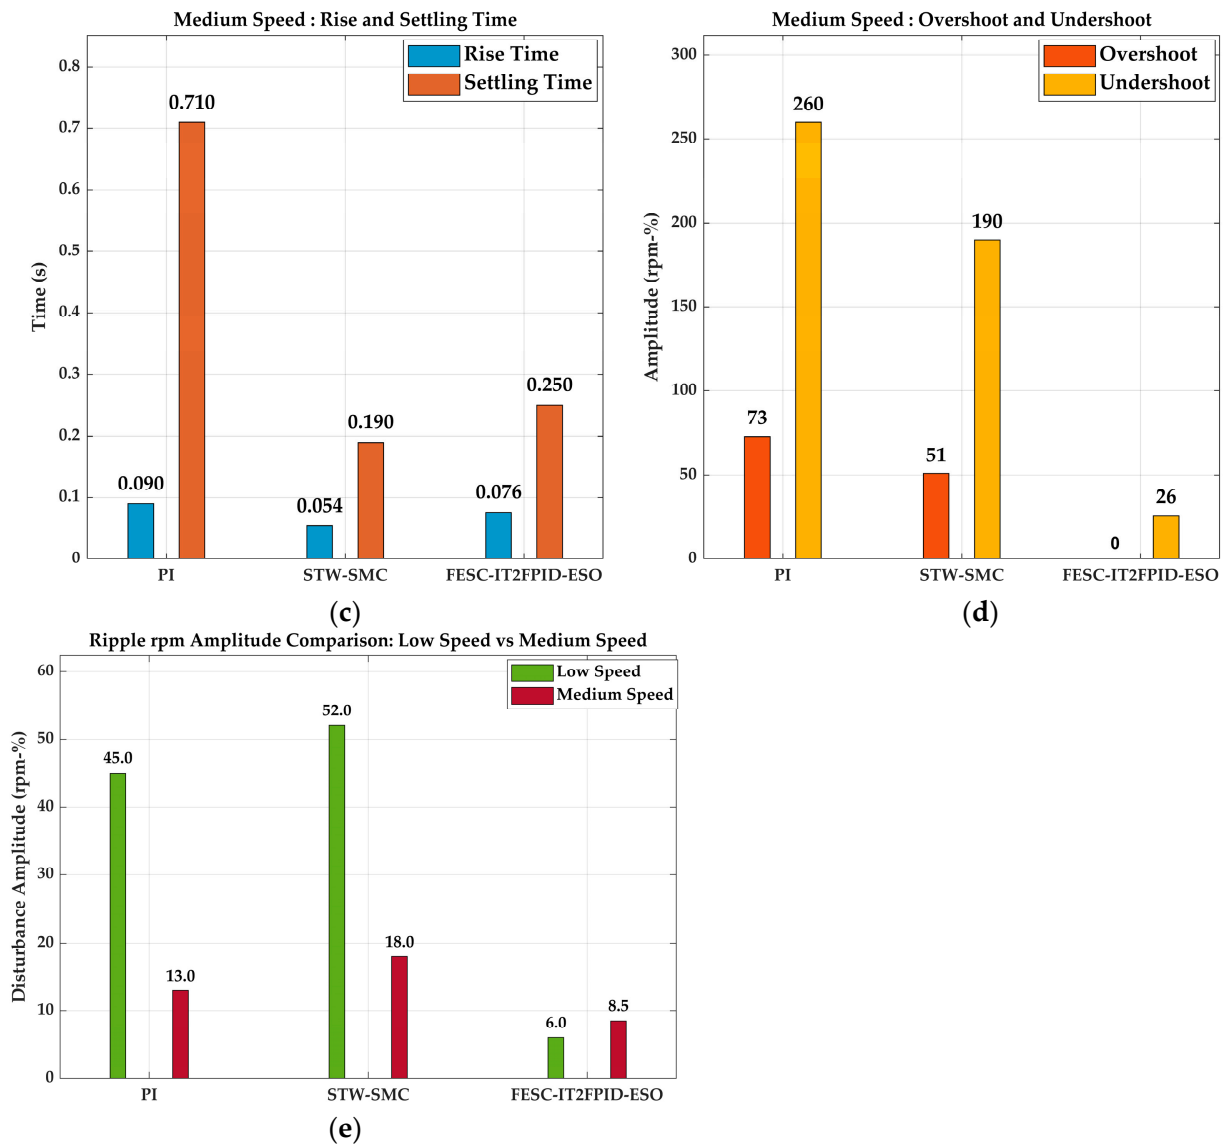 Medium Speed : Rise and Settling Time
Rise Time
Settling Time
Time (s)
0.8
0.7
0.6
0.5
0.4
0.3
0.2
0.1
0
0.710
0.090
0.054
0.190
0.076
0.250
PI
STW-SMC
FESC-IT2FPID-ESO
(c)
Medium Speed : Overshoot and Undershoot
Overshoot
Undershoot
Amplitude (rpm-%)
300
250
200
150
100
50
0
260
73
51
190
0
26
PI
STW-SMC
FESC-IT2FPID-ESO
(d)
Ripple rpm Amplitude Comparison: Low Speed vs Medium Speed
Low Speed
Medium Speed
Disturbance Amplitude (rpm-%)
60
50
40
30
20
10
0
45.0
13.0
52.0
18.0
6.0
8.5
PI
STW-SMC
FESC-IT2FPID-ESO
(e)